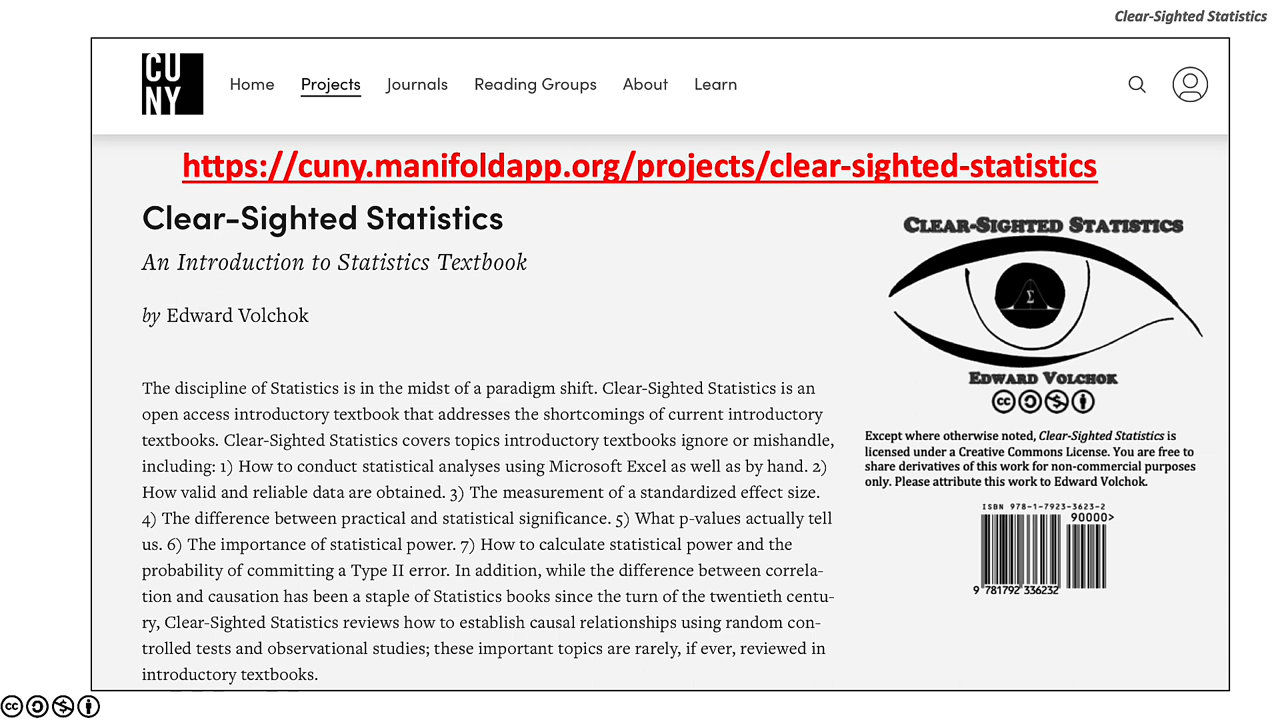 Clear-Sighted Statistics
CU
NY
Home Projects Journals Reading Groups About Learn
https://cuny.manifoldapp.org/projects/clear-sighted-statistics
Clear-Sighted Statistics
An Introduction to Statistics Textbook
by Edward Volchok
The discipline of Statistics is in the midst of a paradigm shift. Clear-Sighted Statistics is an
open access introductory textbook that addresses the shortcomings of current introductory
textbooks. Clear-Sighted Statistics covers topics introductory textbooks ignore or mishandle,
including: 1) How to conduct statistical analyses using Microsoft Excel as well as by hand. 2)
How valid and reliable data are obtained. 3) The measurement of a standardized effect size.
4) The difference between practical and statistical significance. 5) What p-values actually tell
us. 6) The importance of statistical power. 7) How to calculate statistical power and the
probability of committing a Type II error. In addition, while the difference between correla-
tion and causation has been a staple of Statistics books since the turn of the twentieth centu-
ry, Clear-Sighted Statistics reviews how to establish causal relationships using random con-
trolled tests and observational studies; these important topics are rarely, if ever, reviewed in
introductory textbooks.
CLEAR-SIGHTED STATISTICS
Σ
EDWARD VOLCHOK
cc
Except where otherwise noted, Clear-Sighted Statistics is
licensed under a Creative Commons License. You are free to
share derivatives of this work for non-commercial purposes
only. Please attribute this work to Edward Volchok.
ISBN 978-1-7923-3623-2
90000>
9 781792 336232
cc